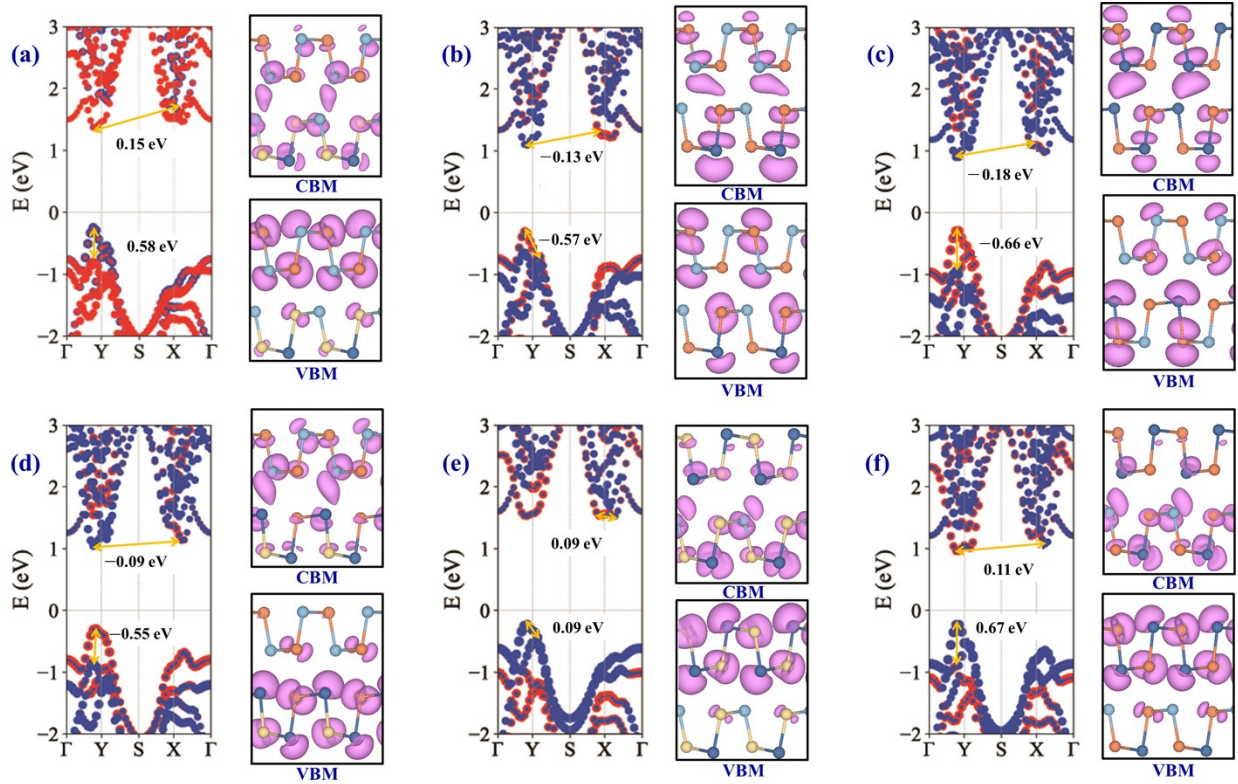 (a)
3
2
1
0
−1
−2
E (eV)
0.15 eV
0.58 eV
Γ Y S X Γ
CBM
VBM
(b)
3
2
1
0
−1
−2
E (eV)
−0.13 eV
−0.57 eV
Γ Y S X Γ
CBM
VBM
(c)
3
2
1
0
−1
−2
E (eV)
−0.18 eV
−0.66 eV
Γ Y S X Γ
CBM
VBM
(d)
3
2
1
0
−1
−2
E (eV)
−0.09 eV
−0.55 eV
Γ Y S X Γ
CBM
VBM
(e)
3
2
1
0
−1
−2
E (eV)
0.09 eV
0.09 eV
Γ Y S X Γ
CBM
VBM
(f)
3
2
1
0
−1
−2
E (eV)
0.11 eV
0.67 eV
Γ Y S X Γ
CBM
VBM